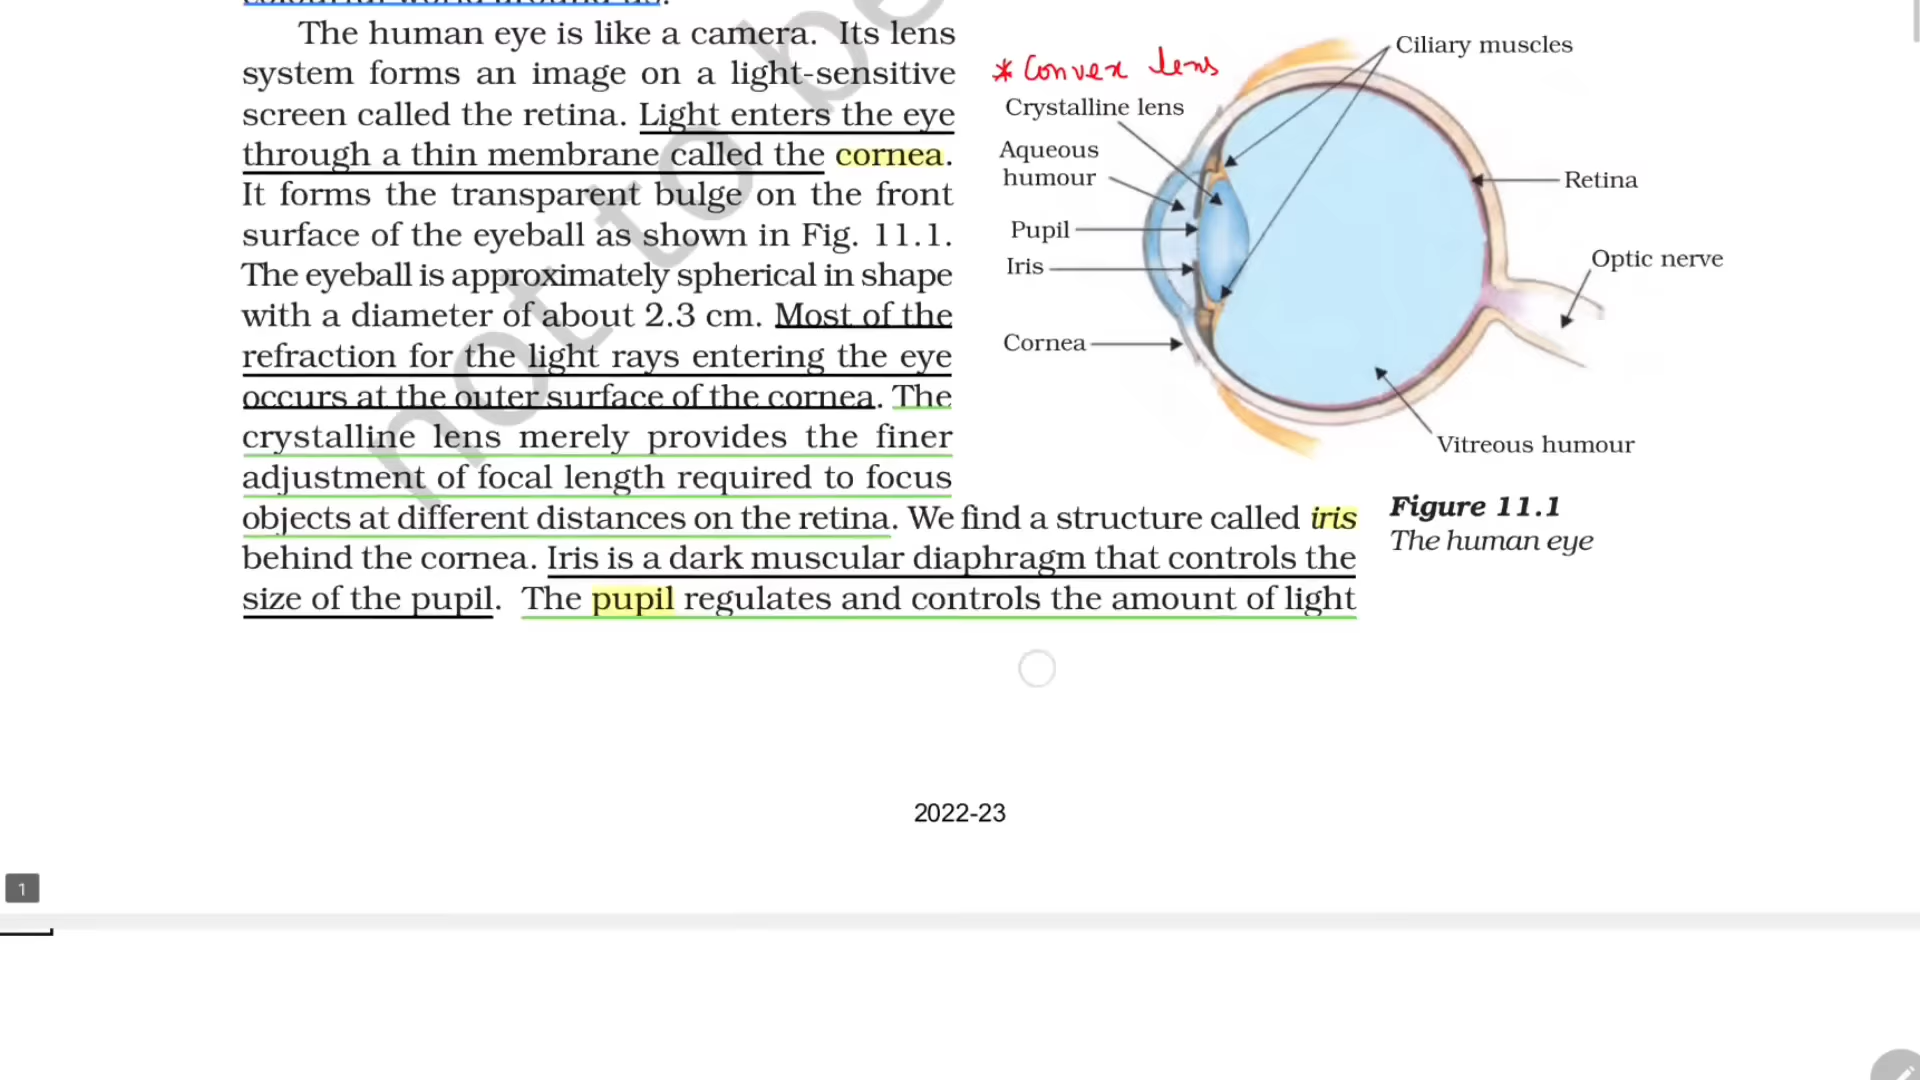 The human eye is like a camera. Its lens
system forms an image on a light-sensitive
screen called the retina. Light enters the eye
through a thin membrane called the cornea.
It forms the transparent bulge on the front
surface of the eyeball as shown in Fig. 11.1.
The eyeball is approximately spherical in shape
with a diameter of about 2.3 cm. Most of the
refraction for the light rays entering the eye
occurs at the outer surface of the cornea. The
crystalline lens merely provides the finer
adjustment of focal length required to focus
objects at different distances on the retina. We find a structure called iris
behind the cornea. Iris is a dark muscular diaphragm that controls the
size of the pupil. The pupil regulates and controls the amount of light
* Convex lens
Crystalline lens
Aqueous
humour
Pupil
Iris
Cornea
Ciliary muscles
Retina
Optic nerve
Vitreous humour
Figure 11.1
The human eye
not to be
2022-23
1